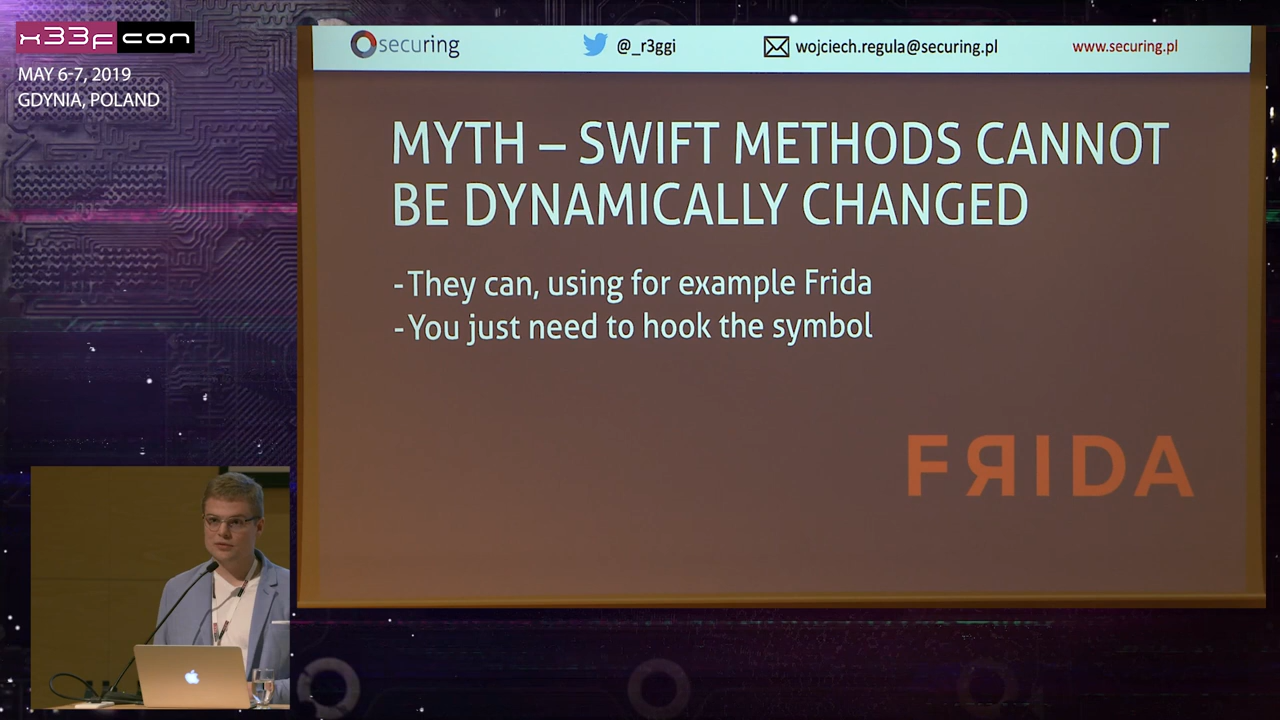 x33fcon
MAY 6-7, 2019
GDYNIA, POLAND
securing
@_r3ggi
wojciech.regula@securing.pl
www.securing.pl
MYTH – SWIFT METHODS CANNOT
BE DYNAMICALLY CHANGED
-They can, using for example Frida
-You just need to hook the symbol
FЯIDA